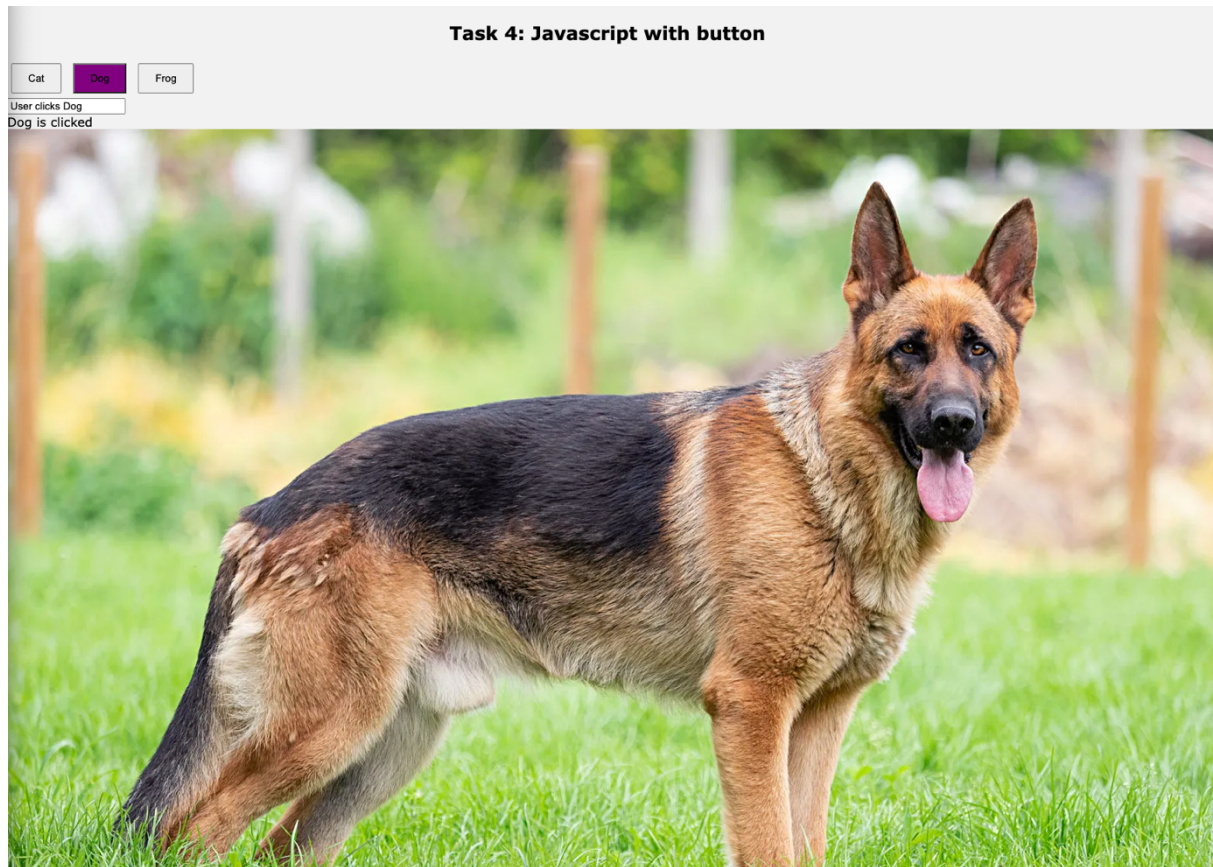 Task 4: Javascript with button
Cat Dog Frog
User clicks Dog
Dog is clicked